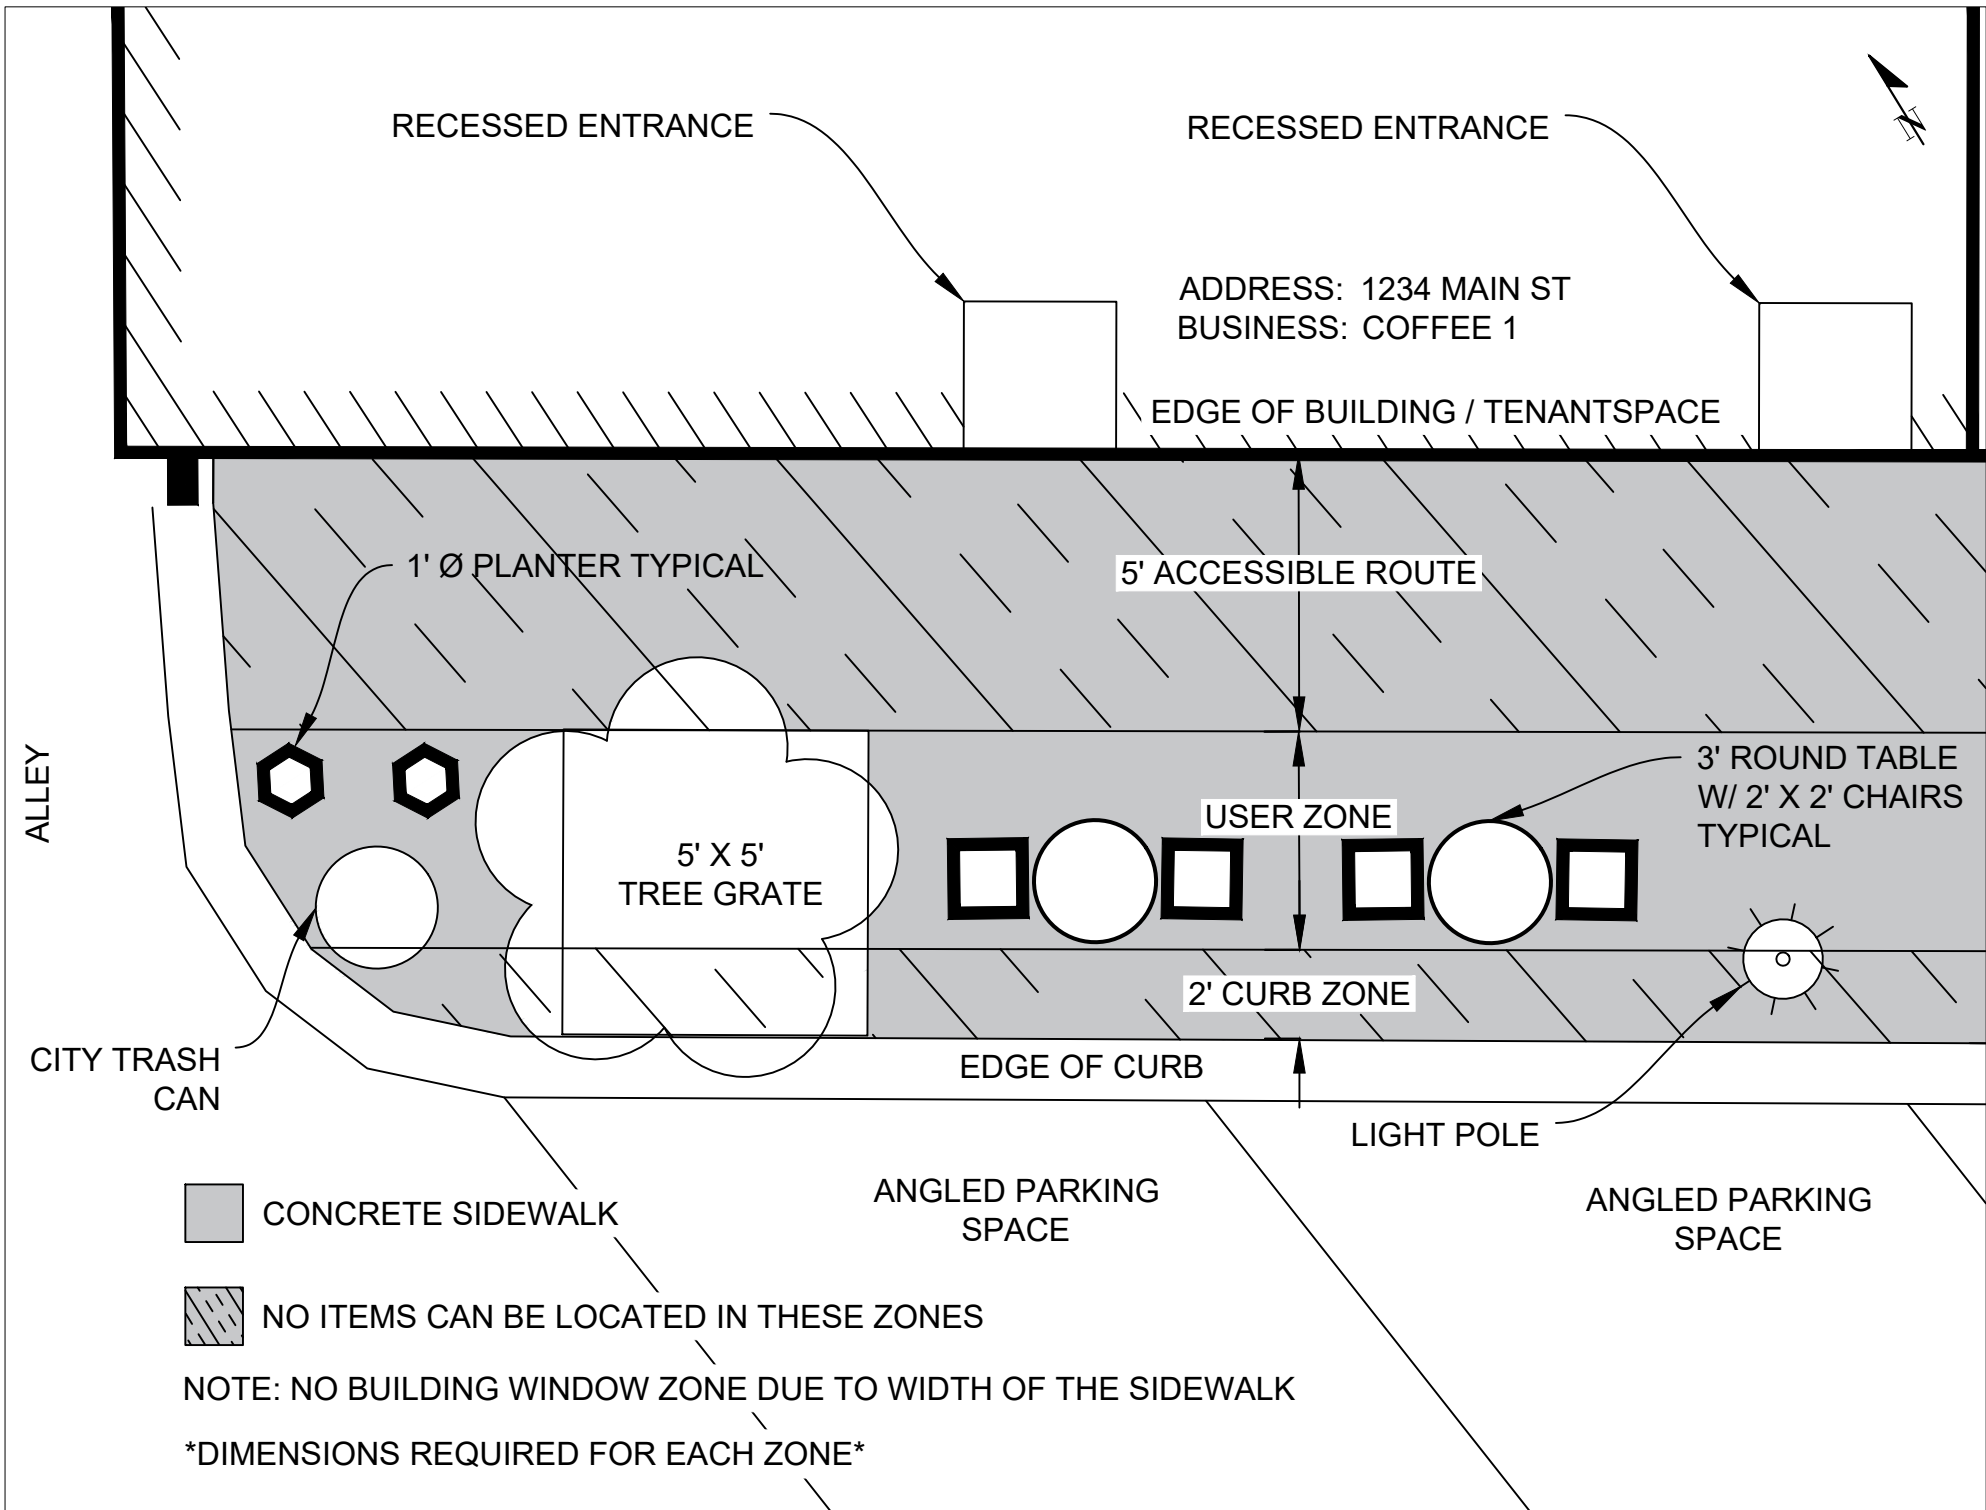 RECESSED ENTRANCE
RECESSED ENTRANCE
N
ADDRESS: 1234 MAIN ST
BUSINESS: COFFEE 1
EDGE OF BUILDING / TENANTSPACE
1' Ø PLANTER TYPICAL
5' ACCESSIBLE ROUTE
ALLEY
USER ZONE
3' ROUND TABLE
W/ 2' X 2' CHAIRS
TYPICAL
5' X 5'
TREE GRATE
2' CURB ZONE
CITY TRASH
CAN
EDGE OF CURB
LIGHT POLE
ANGLED PARKING
SPACE
ANGLED PARKING
SPACE
CONCRETE SIDEWALK
NO ITEMS CAN BE LOCATED IN THESE ZONES
NOTE: NO BUILDING WINDOW ZONE DUE TO WIDTH OF THE SIDEWALK
*DIMENSIONS REQUIRED FOR EACH ZONE*